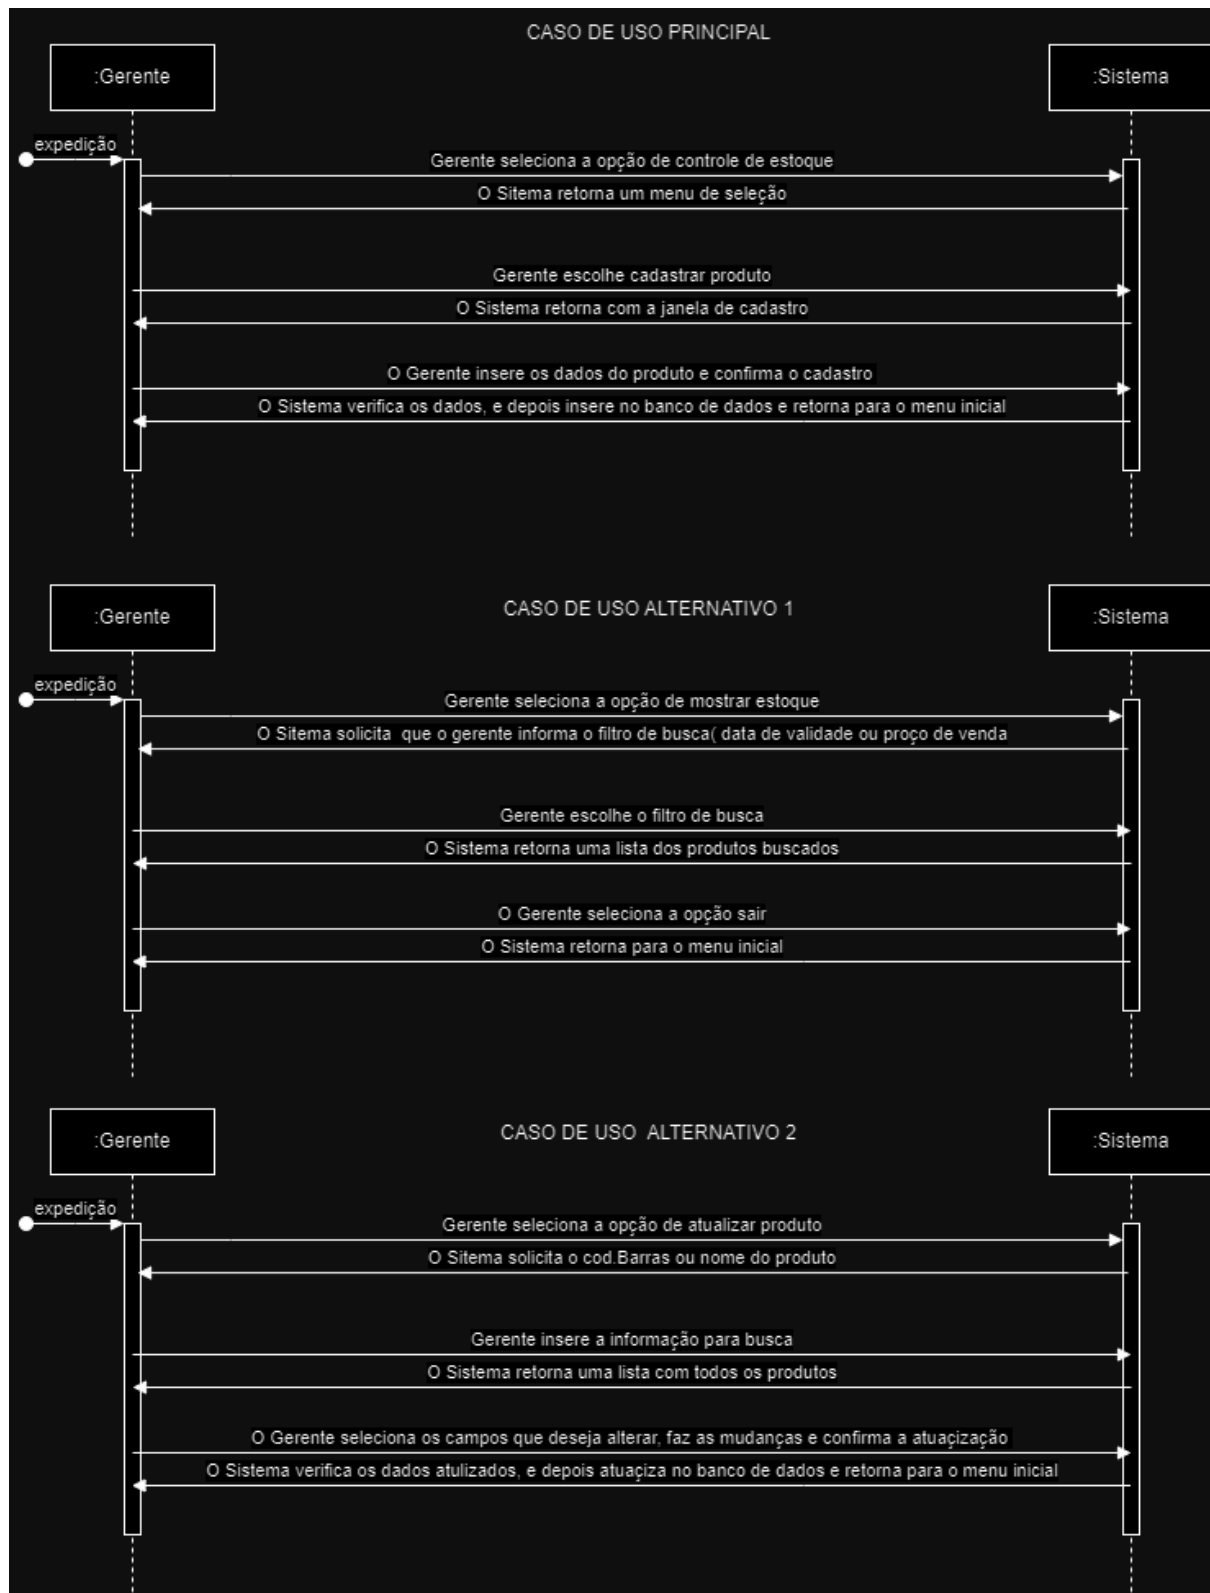 CASO DE USO PRINCIPAL
:Gerente
:Sistema
expedição
Gerente seleciona a opção de controle de estoque
O Sitema retorna um menu de seleção
Gerente escolhe cadastrar produto
O Sistema retorna com a janela de cadastro
O Gerente insere os dados do produto e confirma o cadastro
O Sistema verifica os dados, e depois insere no banco de dados e retorna para o menu inicial
:Gerente
CASO DE USO ALTERNATIVO 1
:Sistema
expedição
Gerente seleciona a opção de mostrar estoque
O Sitema solicita  que o gerente informa o filtro de busca( data de validade ou proço de venda
Gerente escolhe o filtro de busca
O Sistema retorna uma lista dos produtos buscados
O Gerente seleciona a opção sair
O Sistema retorna para o menu inicial
:Gerente
CASO DE USO  ALTERNATIVO 2
:Sistema
expedição
Gerente seleciona a opção de atualizar produto
O Sitema solicita o cod.Barras ou nome do produto
Gerente insere a informação para busca
O Sistema retorna uma lista com todos os produtos
O Gerente seleciona os campos que deseja alterar, faz as mudanças e confirma a atuaçização
O Sistema verifica os dados atulizados, e depois atuaçiza no banco de dados e retorna para o menu inicial